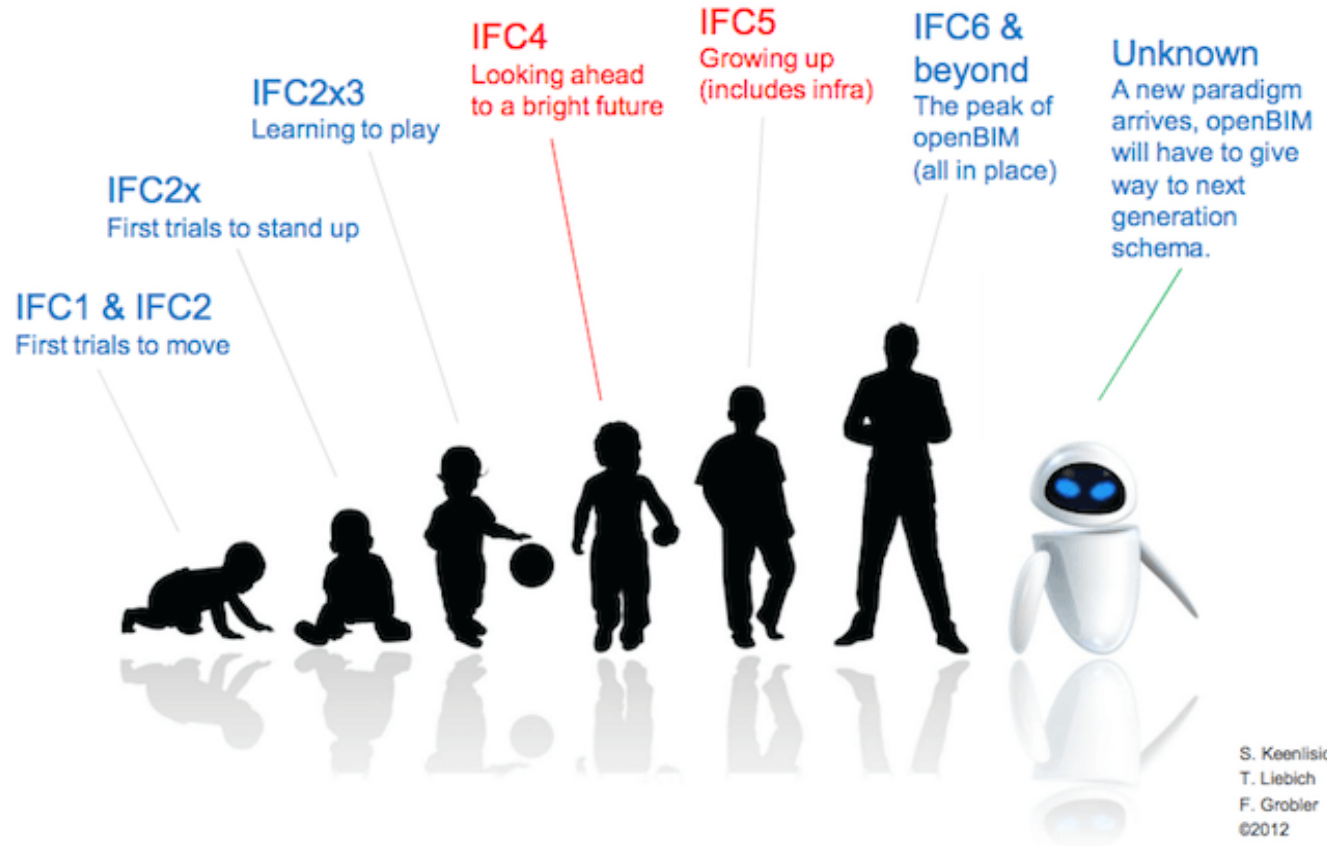 IFC1 & IFC2
First trials to move
IFC2x
First trials to stand up
IFC2x3
Learning to play
IFC4
Looking ahead
to a bright future
IFC5
Growing up
(includes infra)
IFC6 &
beyond
The peak of
openBIM
(all in place)
Unknown
A new paradigm
arrives, openBIM
will have to give
way to next
generation
schema.
S.
T. Liebich
F. Grobler
©2012